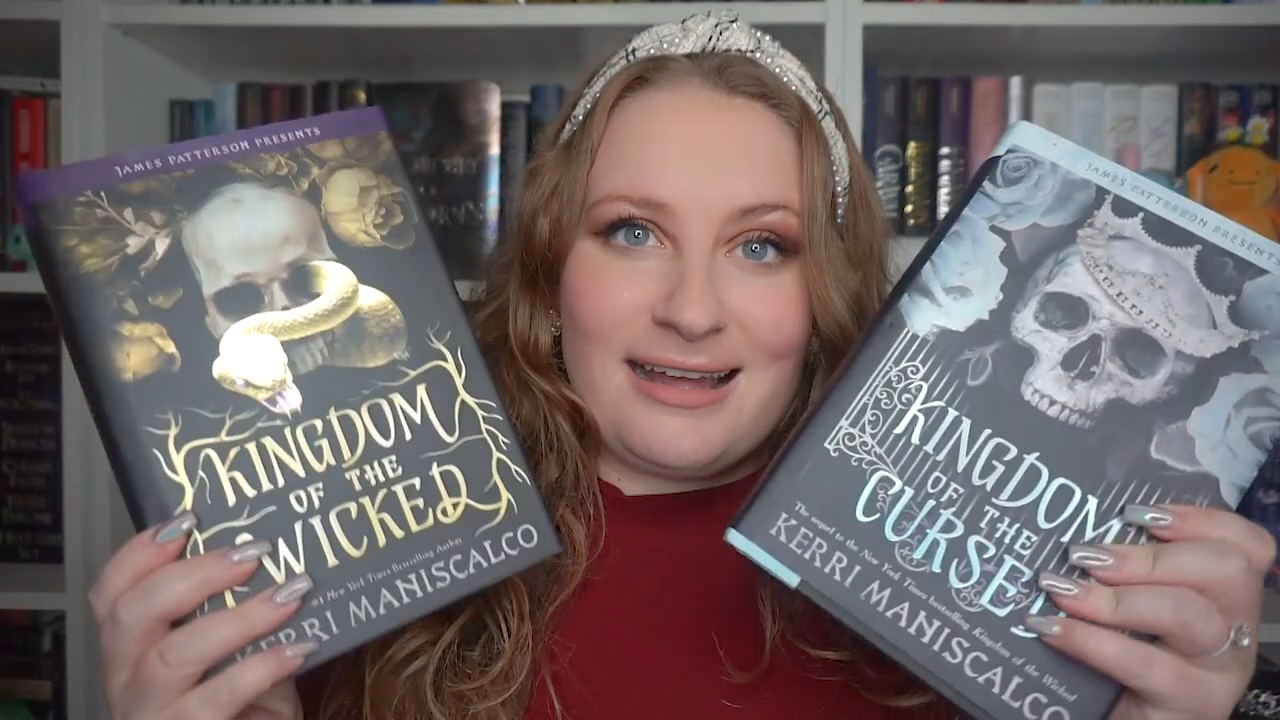 JAMES PATTERSON PRESENTS
KINGDOM
OF THE
WICKED
#1 New York Times Bestselling Author
KERRI MANISCALCO
JAMES PATTERSON PRESENTS
KINGDOM
OF THE
CURSED
The sequel to the New York Times bestselling Kingdom of the Wicked
KERRI MANISCALCO
CARAVAL